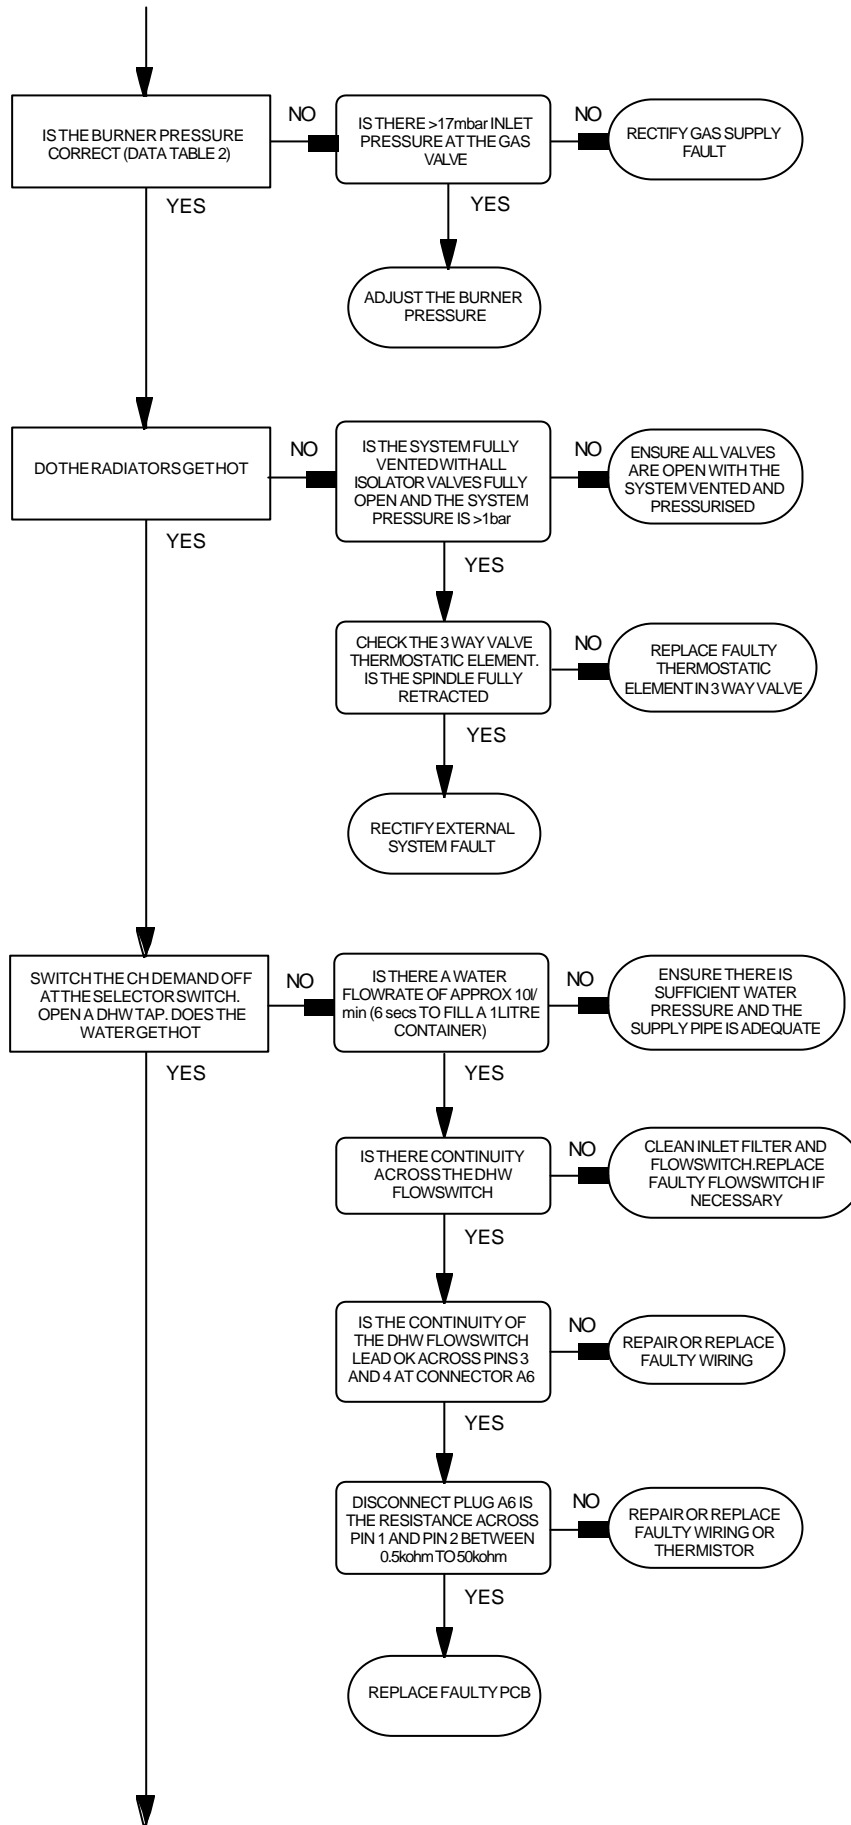 IS THE BURNER PRESSURE
CORRECT (DATA TABLE 2)
NO
IS THERE >17mbar INLET
PRESSURE AT THE GAS
VALVE
NO
RECTIFY GAS SUPPLY
FAULT
YES
YES
ADJUST THE BURNER
PRESSURE
DO THE RADIATORS GET HOT
NO
IS THE SYSTEM FULLY
VENTED WITH ALL
ISOLATOR VALVES FULLY
OPEN AND THE SYSTEM
PRESSURE IS >1bar
NO
ENSURE ALL VALVES
ARE OPEN WITH THE
SYSTEM VENTED AND
PRESSURISED
YES
YES
CHECK THE 3 WAY VALVE
THERMOSTATIC ELEMENT.
IS THE SPINDLE FULLY
RETRACTED
NO
REPLACE FAULTY
THERMOSTATIC
ELEMENT IN 3 WAY VALVE
YES
RECTIFY EXTERNAL
SYSTEM FAULT
SWITCH THE CH DEMAND OFF
AT THE SELECTOR SWITCH.
OPEN A DHW TAP. DOES THE
WATER GET HOT
NO
IS THERE A WATER
FLOWRATE OF APPROX 10l/
min (6 secs TO FILL A 1LITRE
CONTAINER)
NO
ENSURE THERE IS
SUFFICIENT WATER
PRESSURE AND THE
SUPPLY PIPE IS ADEQUATE
YES
YES
IS THERE CONTINUITY
ACROSS THE DHW
FLOWSWITCH
NO
CLEAN INLET FILTER AND
FLOWSWITCH.REPLACE
FAULTY FLOWSWITCH IF
NECESSARY
YES
IS THE CONTINUITY OF
THE DHW FLOWSWITCH
LEAD OK ACROSS PINS 3
AND 4 AT CONNECTOR A6
NO
REPAIR OR REPLACE
FAULTY WIRING
YES
DISCONNECT PLUG A6 IS
THE RESISTANCE ACROSS
PIN 1 AND PIN 2 BETWEEN
0.5kohm TO 50kohm
NO
REPAIR OR REPLACE
FAULTY WIRING OR
THERMISTOR
YES
REPLACE FAULTY PCB